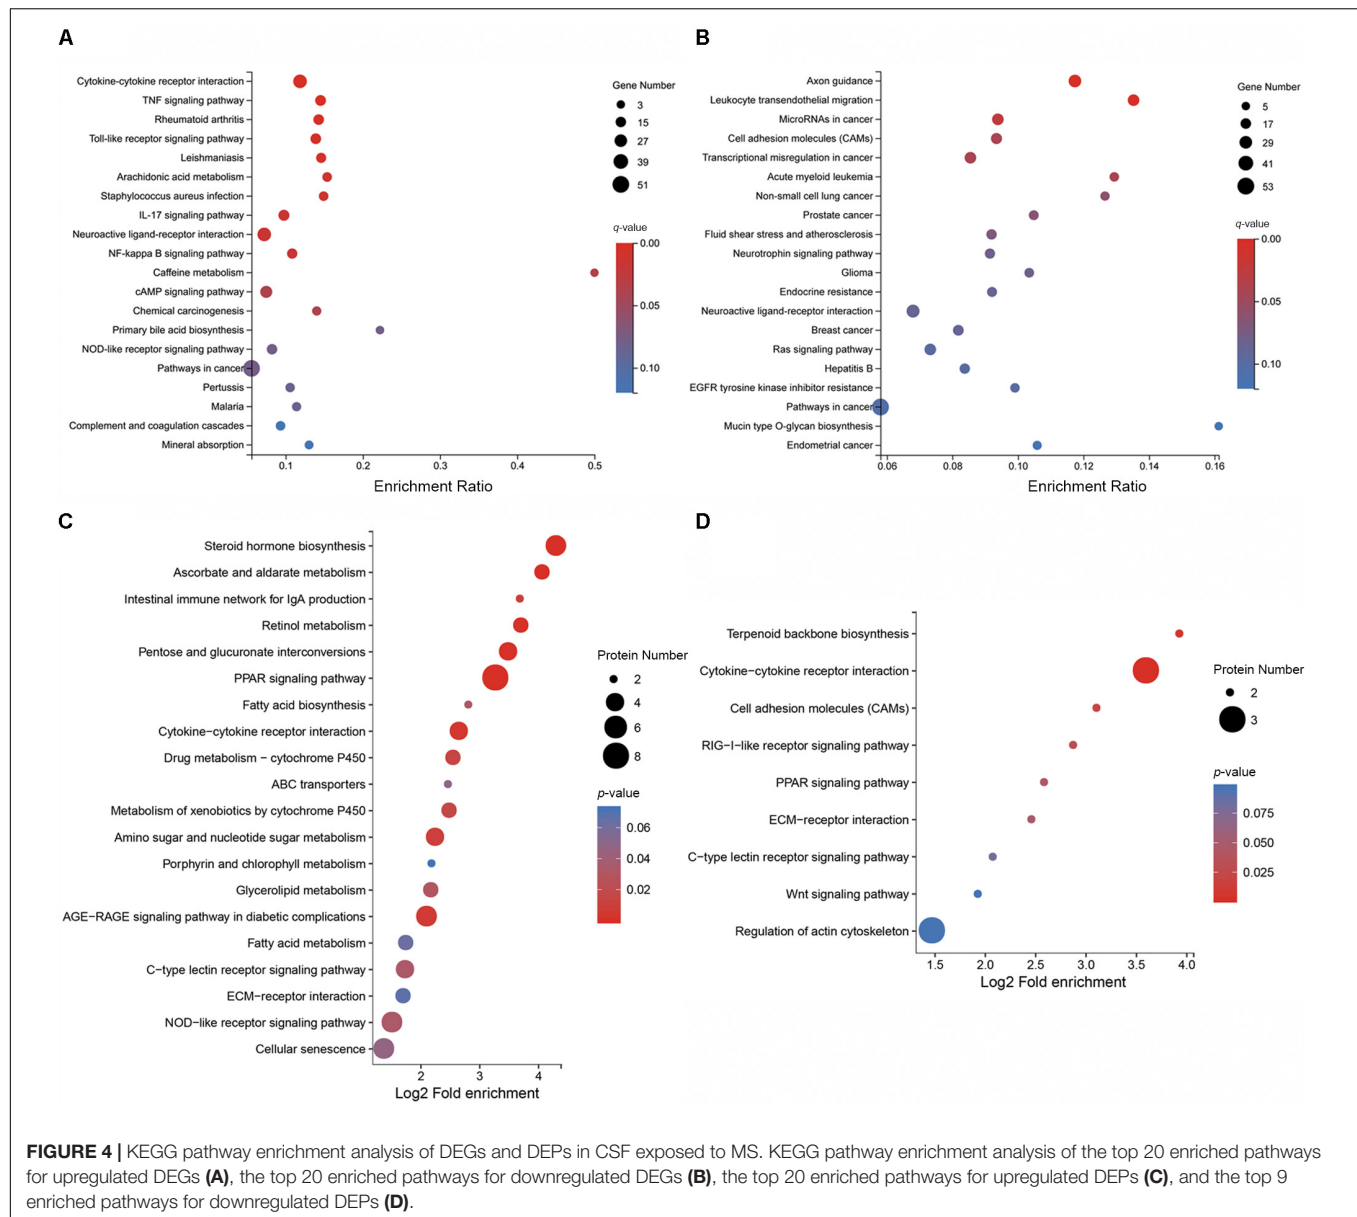 A
Cytokine-cytokine receptor interaction
TNF signaling pathway
Rheumatoid arthritis
Toll-like receptor signaling pathway
Leishmaniasis
Arachidonic acid metabolism
Staphylococcus aureus infection
IL-17 signaling pathway
Neuroactive ligand-receptor interaction
NF-kappa B signaling pathway
Caffeine metabolism
cAMP signaling pathway
Chemical carcinogenesis
Primary bile acid biosynthesis
NOD-like receptor signaling pathway
Pathways in cancer
Pertussis
Malaria
Complement and coagulation cascades
Mineral absorption
0.1 0.2 0.3 0.4 0.5
Enrichment Ratio
Gene Number
3
15
27
39
51
q-value
0.00
0.05
0.10
B
Axon guidance
Leukocyte transendothelial migration
MicroRNAs in cancer
Cell adhesion molecules (CAMs)
Transcriptional misregulation in cancer
Acute myeloid leukemia
Non-small cell lung cancer
Prostate cancer
Fluid shear stress and atherosclerosis
Neurotrophin signaling pathway
Glioma
Endocrine resistance
Neuroactive ligand-receptor interaction
Breast cancer
Ras signaling pathway
Hepatitis B
EGFR tyrosine kinase inhibitor resistance
Pathways in cancer
Mucin type O-glycan biosynthesis
Endometrial cancer
0.06 0.08 0.10 0.12 0.14 0.16
Enrichment Ratio
Gene Number
5
17
29
41
53
q-value
0.00
0.05
0.10
C
Steroid hormone biosynthesis
Ascorbate and aldarate metabolism
Intestinal immune network for IgA production
Retinol metabolism
Pentose and glucuronate interconversions
PPAR signaling pathway
Fatty acid biosynthesis
Cytokine−cytokine receptor interaction
Drug metabolism − cytochrome P450
ABC transporters
Metabolism of xenobiotics by cytochrome P450
Amino sugar and nucleotide sugar metabolism
Porphyrin and chlorophyll metabolism
Glycerolipid metabolism
AGE−RAGE signaling pathway in diabetic complications
Fatty acid metabolism
C−type lectin receptor signaling pathway
ECM−receptor interaction
NOD−like receptor signaling pathway
Cellular senescence
2 3 4
Log2 Fold enrichment
Protein Number
2
4
6
8
p-value
0.06
0.04
0.02
D
Terpenoid backbone biosynthesis
Cytokine−cytokine receptor interaction
Cell adhesion molecules (CAMs)
RIG−I−like receptor signaling pathway
PPAR signaling pathway
ECM−receptor interaction
C−type lectin receptor signaling pathway
Wnt signaling pathway
Regulation of actin cytoskeleton
1.5 2.0 2.5 3.0 3.5 4.0
Log2 Fold enrichment
Protein Number
2
3
p-value
0.075
0.050
0.025
FIGURE 4 | KEGG pathway enrichment analysis of DEGs and DEPs in CSF exposed to MS. KEGG pathway enrichment analysis of the top 20 enriched pathways
for upregulated DEGs (A), the top 20 enriched pathways for downregulated DEGs (B), the top 20 enriched pathways for upregulated DEPs (C), and the top 9
enriched pathways for downregulated DEPs (D).